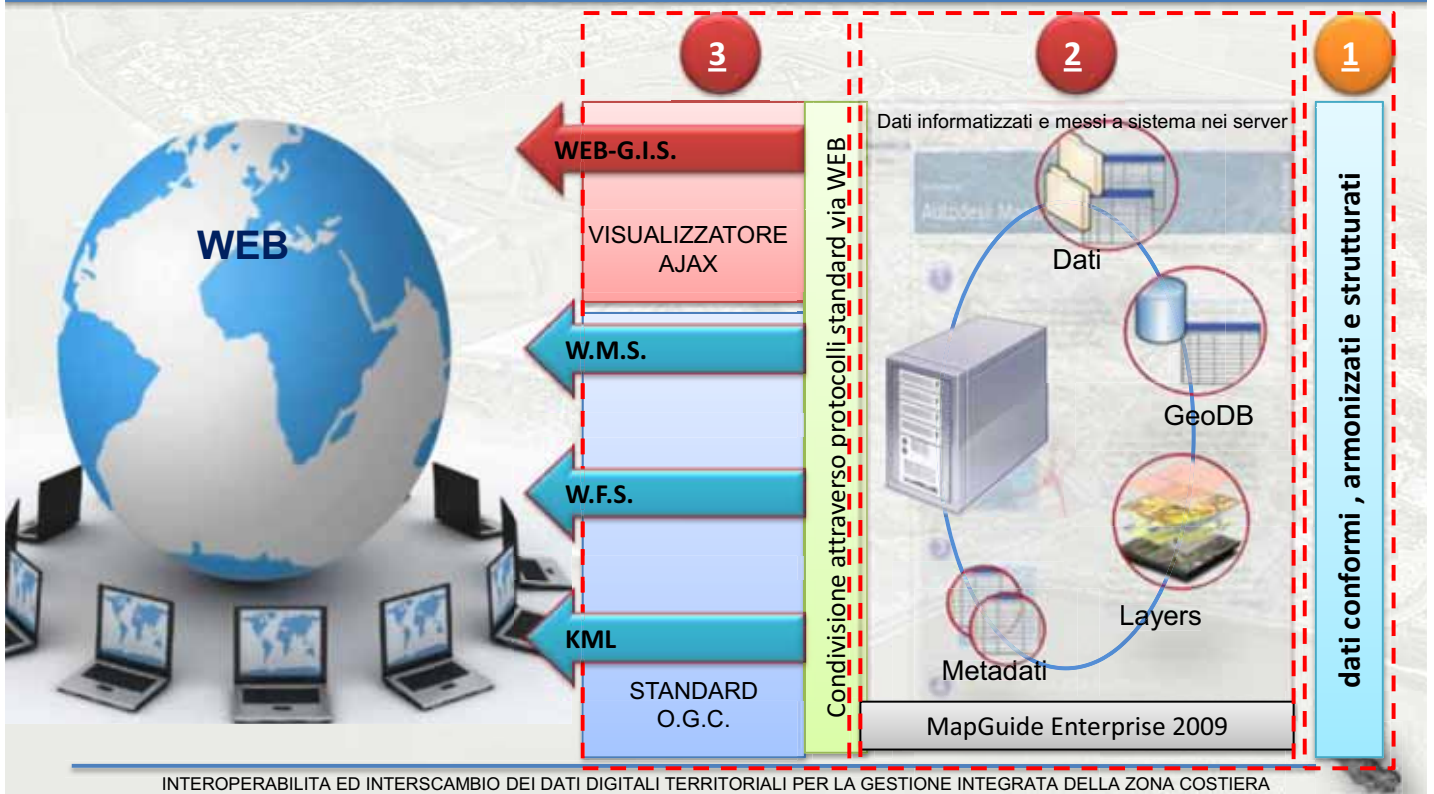 3
2
1
WEB
WEB-G.I.S.
VISUALIZZATORE
AJAX
W.M.S.
W.F.S.
KML
STANDARD
O.G.C.
Condivisione attraverso protocolli standard via WEB
Dati informatizzati e messi a sistema nei server
Autodesk
Dati
GeoDB
Layers
Metadati
MapGuide Enterprise 2009
dati conformi , armonizzati e strutturati
INTEROPERABILITA ED INTERSCAMBIO DEI DATI DIGITALI TERRITORIALI PER LA GESTIONE INTEGRATA DELLA ZONA COSTIERA